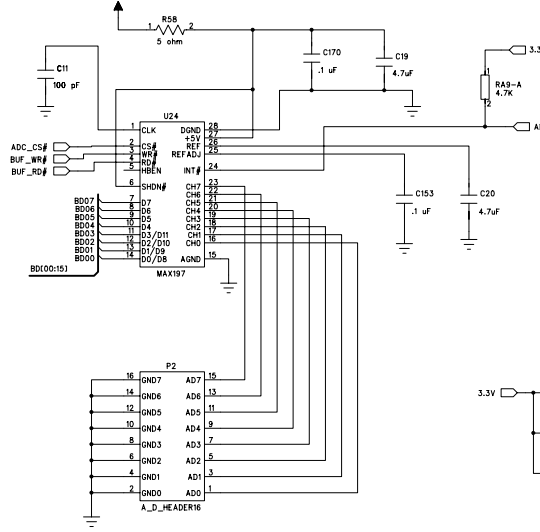 R58
1 2
5 ohm
C11
100 pF
C170
.1 uF
C19
4.7uF
3.3
1
RA9-A
4.7K
2
U24
1 CLK DGND 28
+5V 27
ADC_CS# 2 CS# REF 26
BUF_WR# 3 WR# REFADJ 25
BUF_RD# 4 RD#
5 HBEN INT# 24
A
6 SHDN# CH7 23
CH6 22
BD07 7 D7 CH5 21
BD06 8 D6 CH4 20
BD05 9 D5 CH3 19
BD04 10 D4 CH2 18
BD03 11 D3/D11 CH1 17
BD02 12 D2/D10 CH0 16
BD01 13 D1/D9
BD00 14 D0/D8 AGND 15
BD[00:15]
MAX197
C153
.1 uF
C20
4.7uF
P2
16 GND7 AD7 15
14 GND6 AD6 13
12 GND5 AD5 11
10 GND4 AD4 9
8 GND3 AD3 7
6 GND2 AD2 5
4 GND1 AD1 3
2 GND0 AD0 1
A_D_HEADER16
3.3V